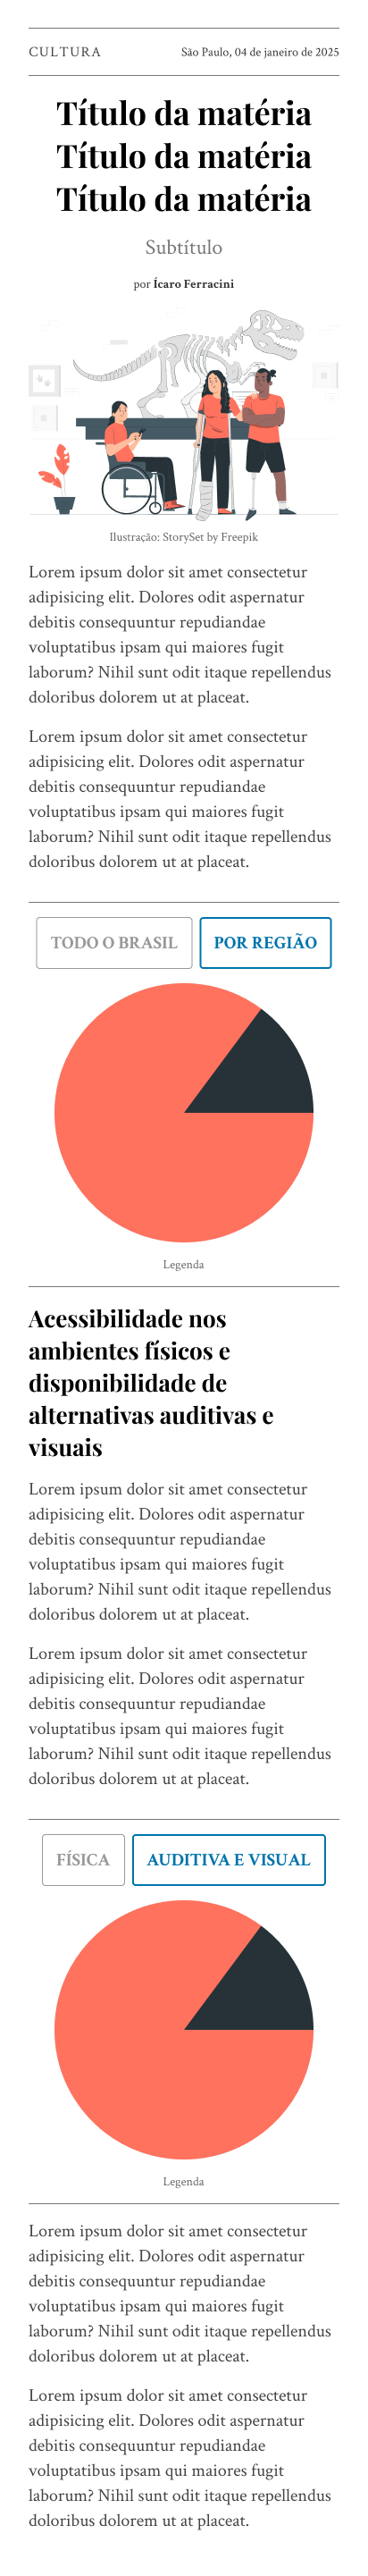 CULTURA
São Paulo, 04 de janeiro de 2025
Título da matéria
Título da matéria
Título da matéria
Subtítulo
por Ícaro Ferracini
Ilustração: StorySet by Freepik
Lorem ipsum dolor sit amet consectetur
adipisicing elit. Dolores odit aspernatur
debitis consequuntur repudiandae
voluptatibus ipsam qui maiores fugit
laborum? Nihil sunt odit itaque repellendus
doloribus dolorem ut at placeat.
Lorem ipsum dolor sit amet consectetur
adipisicing elit. Dolores odit aspernatur
debitis consequuntur repudiandae
voluptatibus ipsam qui maiores fugit
laborum? Nihil sunt odit itaque repellendus
doloribus dolorem ut at placeat.
TODO O BRASIL
POR REGIÃO
Legenda
Acessibilidade nos
ambientes físicos e
disponibilidade de
alternativas auditivas e
visuais
Lorem ipsum dolor sit amet consectetur
adipisicing elit. Dolores odit aspernatur
debitis consequuntur repudiandae
voluptatibus ipsam qui maiores fugit
laborum? Nihil sunt odit itaque repellendus
doloribus dolorem ut at placeat.
Lorem ipsum dolor sit amet consectetur
adipisicing elit. Dolores odit aspernatur
debitis consequuntur repudiandae
voluptatibus ipsam qui maiores fugit
laborum? Nihil sunt odit itaque repellendus
doloribus dolorem ut at placeat.
FÍSICA
AUDITIVA E VISUAL
Legenda
Lorem ipsum dolor sit amet consectetur
adipisicing elit. Dolores odit aspernatur
debitis consequuntur repudiandae
voluptatibus ipsam qui maiores fugit
laborum? Nihil sunt odit itaque repellendus
doloribus dolorem ut at placeat.
Lorem ipsum dolor sit amet consectetur
adipisicing elit. Dolores odit aspernatur
debitis consequuntur repudiandae
voluptatibus ipsam qui maiores fugit
laborum? Nihil sunt odit itaque repellendus
doloribus dolorem ut at placeat.